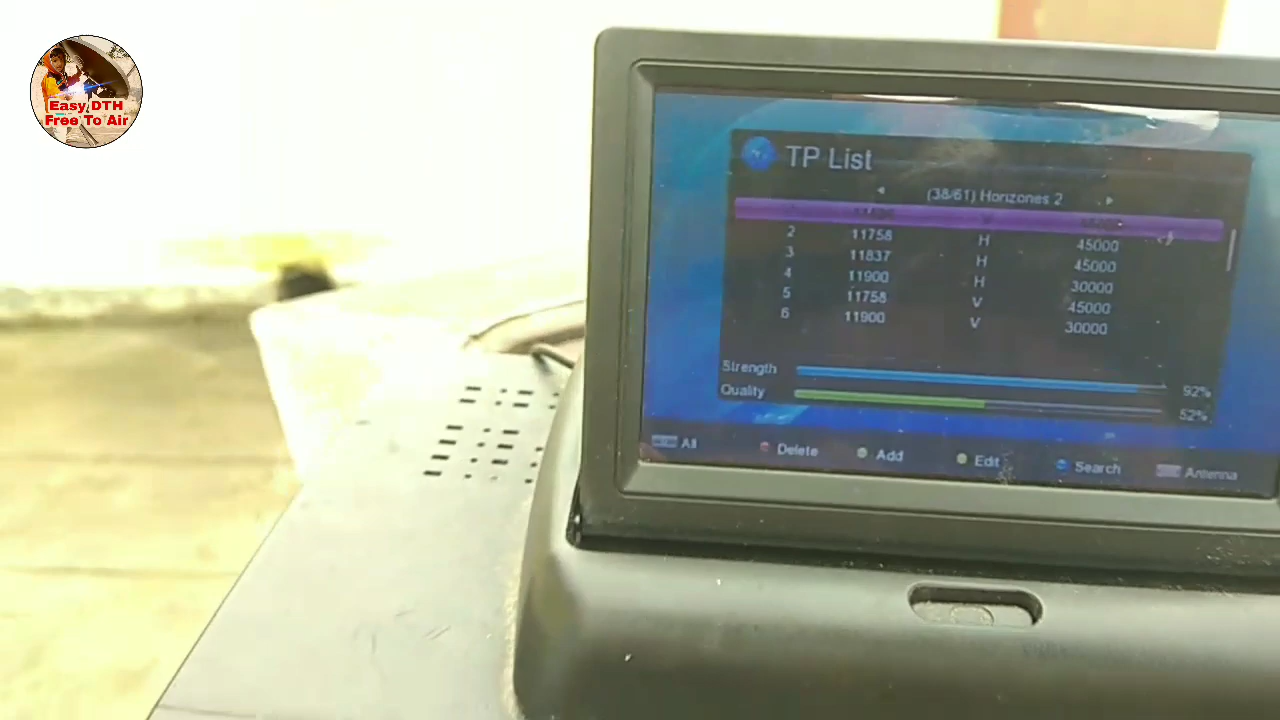 Easy DTH
Free To Air
TP List
(38/61) Horizones 2
2 11758 H 45000
3 11837 H 45000
4 11900 H 30000
5 11758 V 45000
6 11900 V 30000
Strength 92%
Quality 52%
All Delete Add Edit Search Antenna